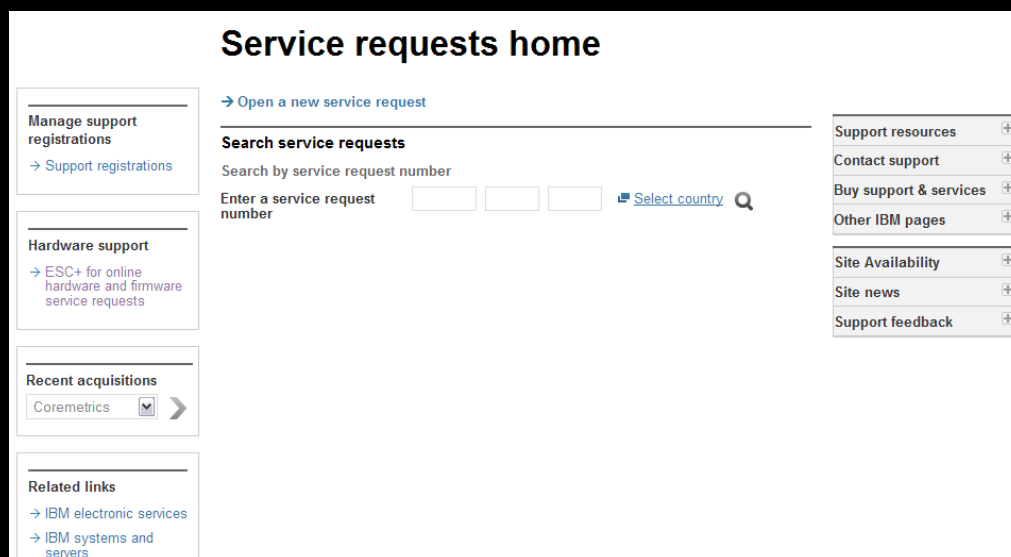 Service requests home
→ Open a new service request
Manage support
registrations
→ Support registrations
Hardware support
→ ESC+ for online
hardware and firmware
service requests
Recent acquisitions
Coremetrics
Related links
→ IBM electronic services
→ IBM systems and
servers
Search service requests
Search by service request number
Enter a service request
number
Select country
Support resources
Contact support
Buy support & services
Other IBM pages
Site Availability
Site news
Support feedback